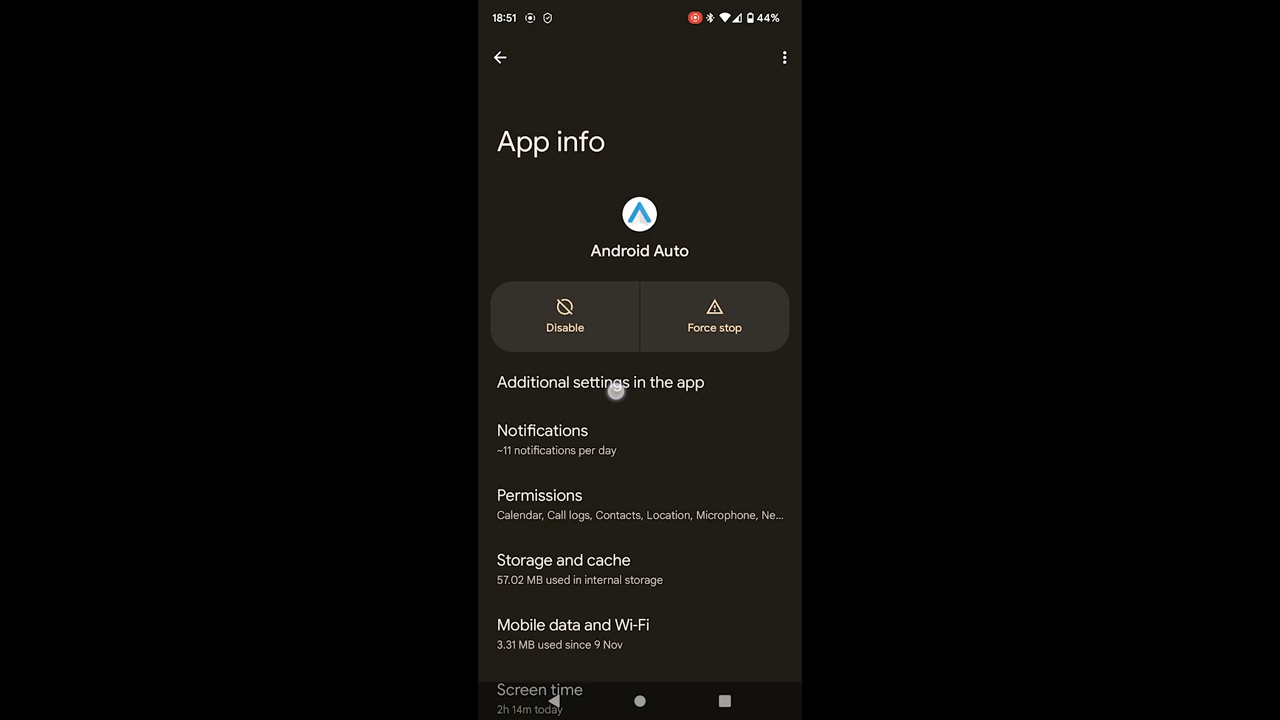 18:51
44%
App info
Android Auto
Disable
Force stop
Additional settings in the app
Notifications
~11 notifications per day
Permissions
Calendar, Call logs, Contacts, Location, Microphone, Ne...
Storage and cache
57.02 MB used in internal storage
Mobile data and Wi-Fi
3.31 MB used since 9 Nov
Screen time
2h 14m today